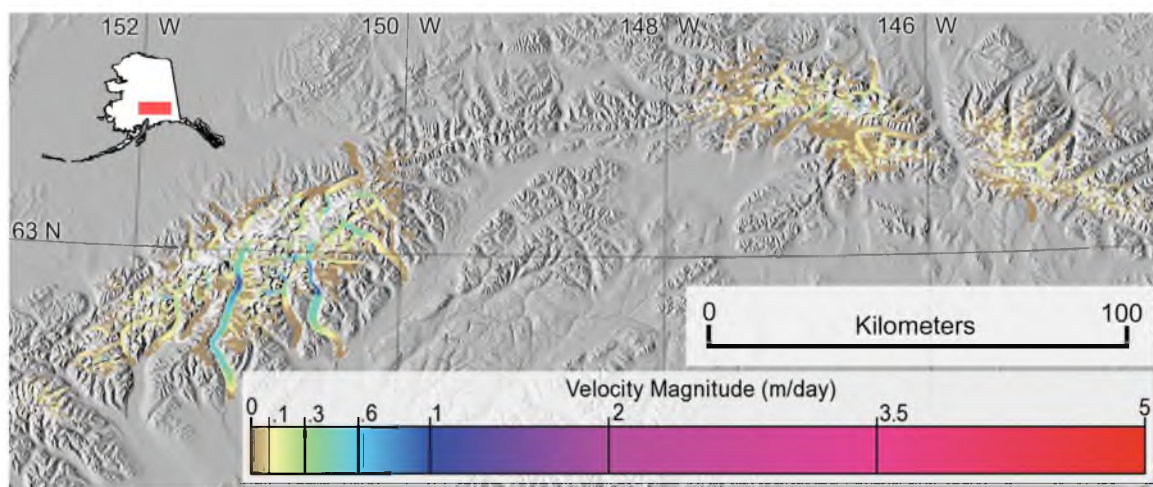 152 W 150 W 148 W 146 W
63 N
0 100
Kilometers
Velocity Magnitude (m/day)
0 .1 .3 .6 1 2 3.5 5